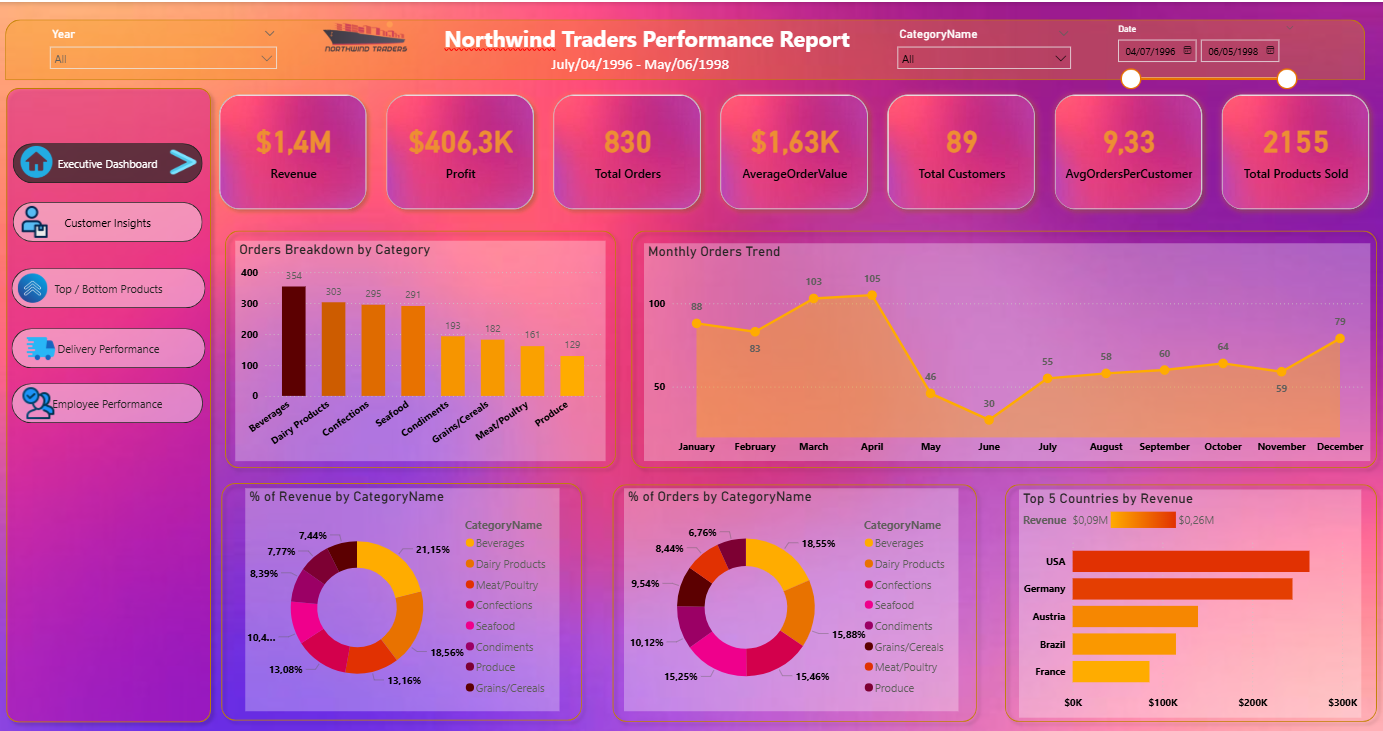 Year
All
NORTHWIND TRADERS
Northwind Traders Performance Report
July/04/1996 - May/06/1998
CategoryName
All
Date
04/07/1996
06/05/1998
Executive Dashboard
Customer Insights
Top / Bottom Products
Delivery Performance
Employee Performance
$1,4M
Revenue
$406,3K
Profit
830
Total Orders
$1,63K
AverageOrderValue
89
Total Customers
9,33
AvgOrdersPerCustomer
2155
Total Products Sold
Orders Breakdown by Category
400
300
200
100
0
354
303
295
291
193
182
161
129
Beverages
Dairy Products
Confections
Seafood
Condiments
Grains/Cereals
Meat/Poultry
Produce
Monthly Orders Trend
100
50
88
83
103
105
46
30
55
58
60
64
59
79
January
February
March
April
May
June
July
August
September
October
November
December
% of Revenue by CategoryName
21,15%
18,56%
13,16%
13,08%
10,4...
8,39%
7,77%
7,44%
CategoryName
Beverages
Dairy Products
Meat/Poultry
Confections
Seafood
Condiments
Produce
Grains/Cereals
% of Orders by CategoryName
18,55%
15,88%
15,46%
15,25%
10,12%
9,54%
8,44%
6,76%
CategoryName
Beverages
Dairy Products
Confections
Seafood
Condiments
Grains/Cereals
Meat/Poultry
Produce
Top 5 Countries by Revenue
Revenue $0,09M $0,26M
USA
Germany
Austria
Brazil
France
$0K
$100K
$200K
$300K